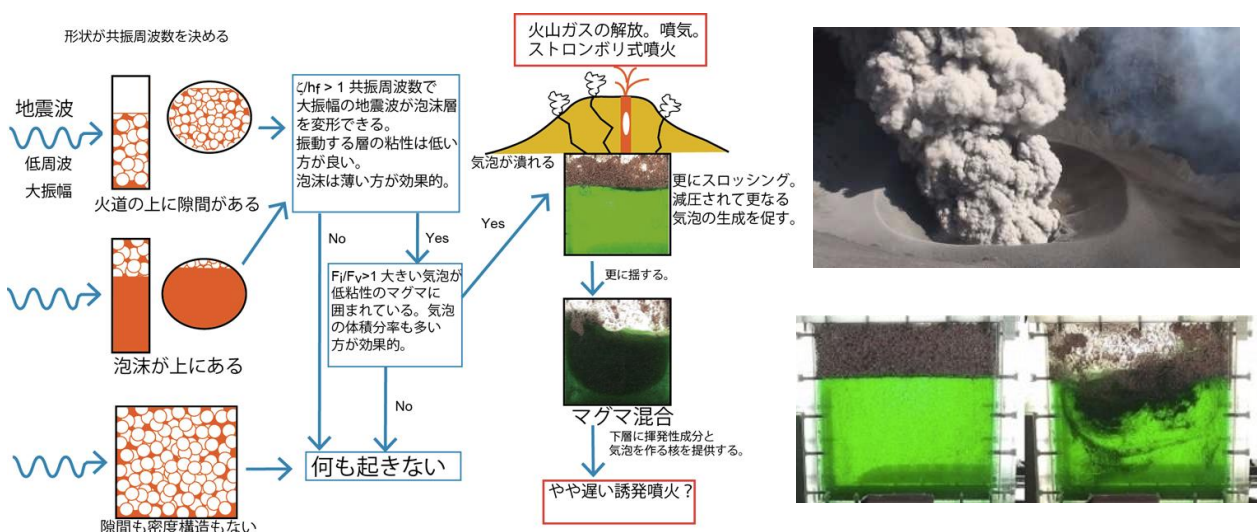 形状が共振周波数を決める
地震波
低周波
大振幅
火道の上に隙間がある
泡沫が上にある
隙間も密度構造もない
ζ/hf > 1 共振周波数で
大振幅の地震波が泡沫層
を変形できる。
振動する層の粘性は低い
方が良い。
泡沫は薄い方が効果的。
No
Yes
Fi/Fv>1 大きい気泡が
低粘性のマグマに
囲まれている。気泡
の体積分率も多い
方が効果的。
No
何も起きない
Yes
火山ガスの解放。噴気。
ストロンボリ式噴火
気泡が潰れる
更にスロッシング。
減圧されて更なる
気泡の生成を促す。
更に揺する。
マグマ混合
下層に揮発性成分と
気泡を作る核を提供する。
やや遅い誘発噴火？